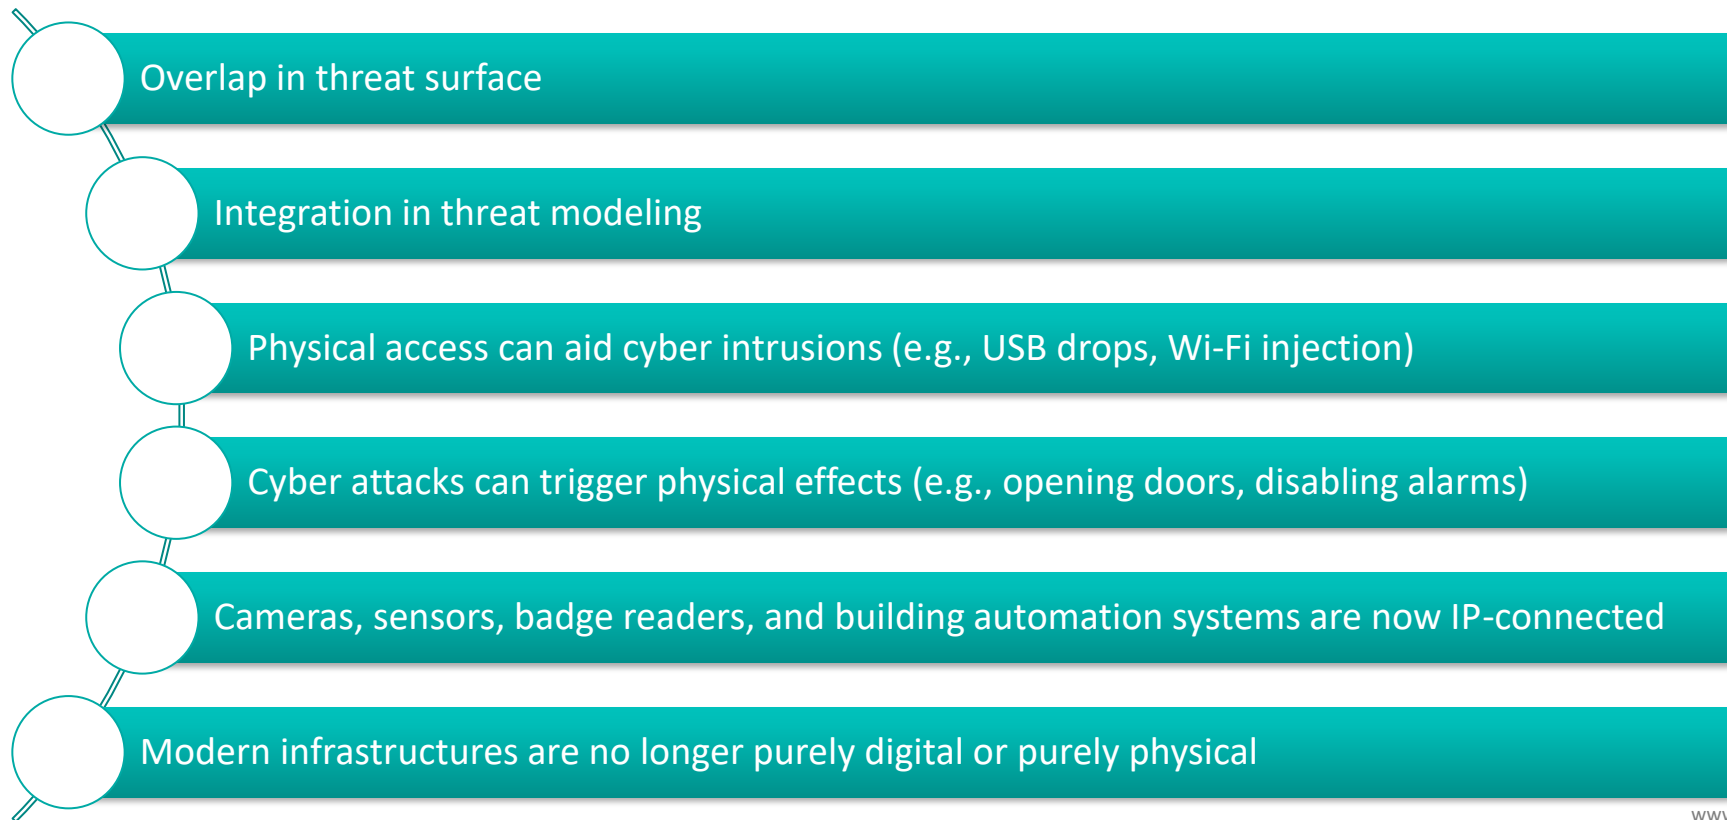 Overlap in threat surface
Integration in threat modeling
Physical access can aid cyber intrusions (e.g., USB drops, Wi-Fi injection)
Cyber attacks can trigger physical effects (e.g., opening doors, disabling alarms)
Cameras, sensors, badge readers, and building automation systems are now IP-connected
Modern infrastructures are no longer purely digital or purely physical
www